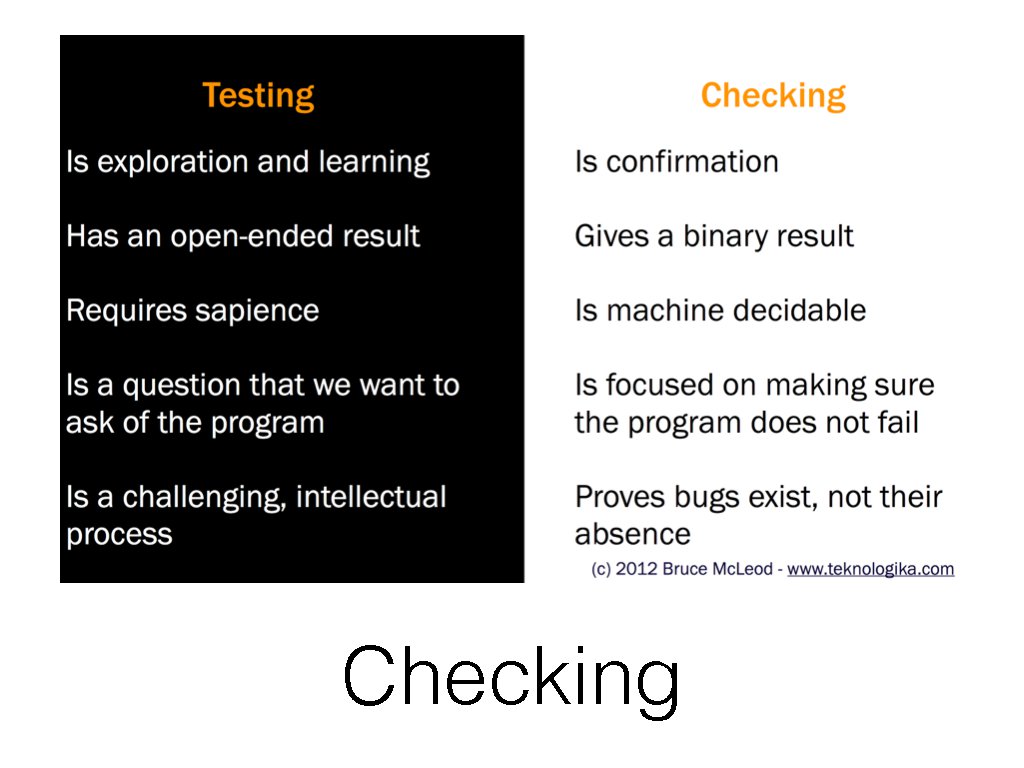 Testing
Is exploration and learning
Has an open-ended result
Requires sapience
Is a question that we want to
ask of the program
Is a challenging, intellectual
process
Checking
Is confirmation
Gives a binary result
Is machine decidable
Is focused on making sure
the program does not fail
Proves bugs exist, not their
absence
(c) 2012 Bruce McLeod - www.teknologika.com
Checking